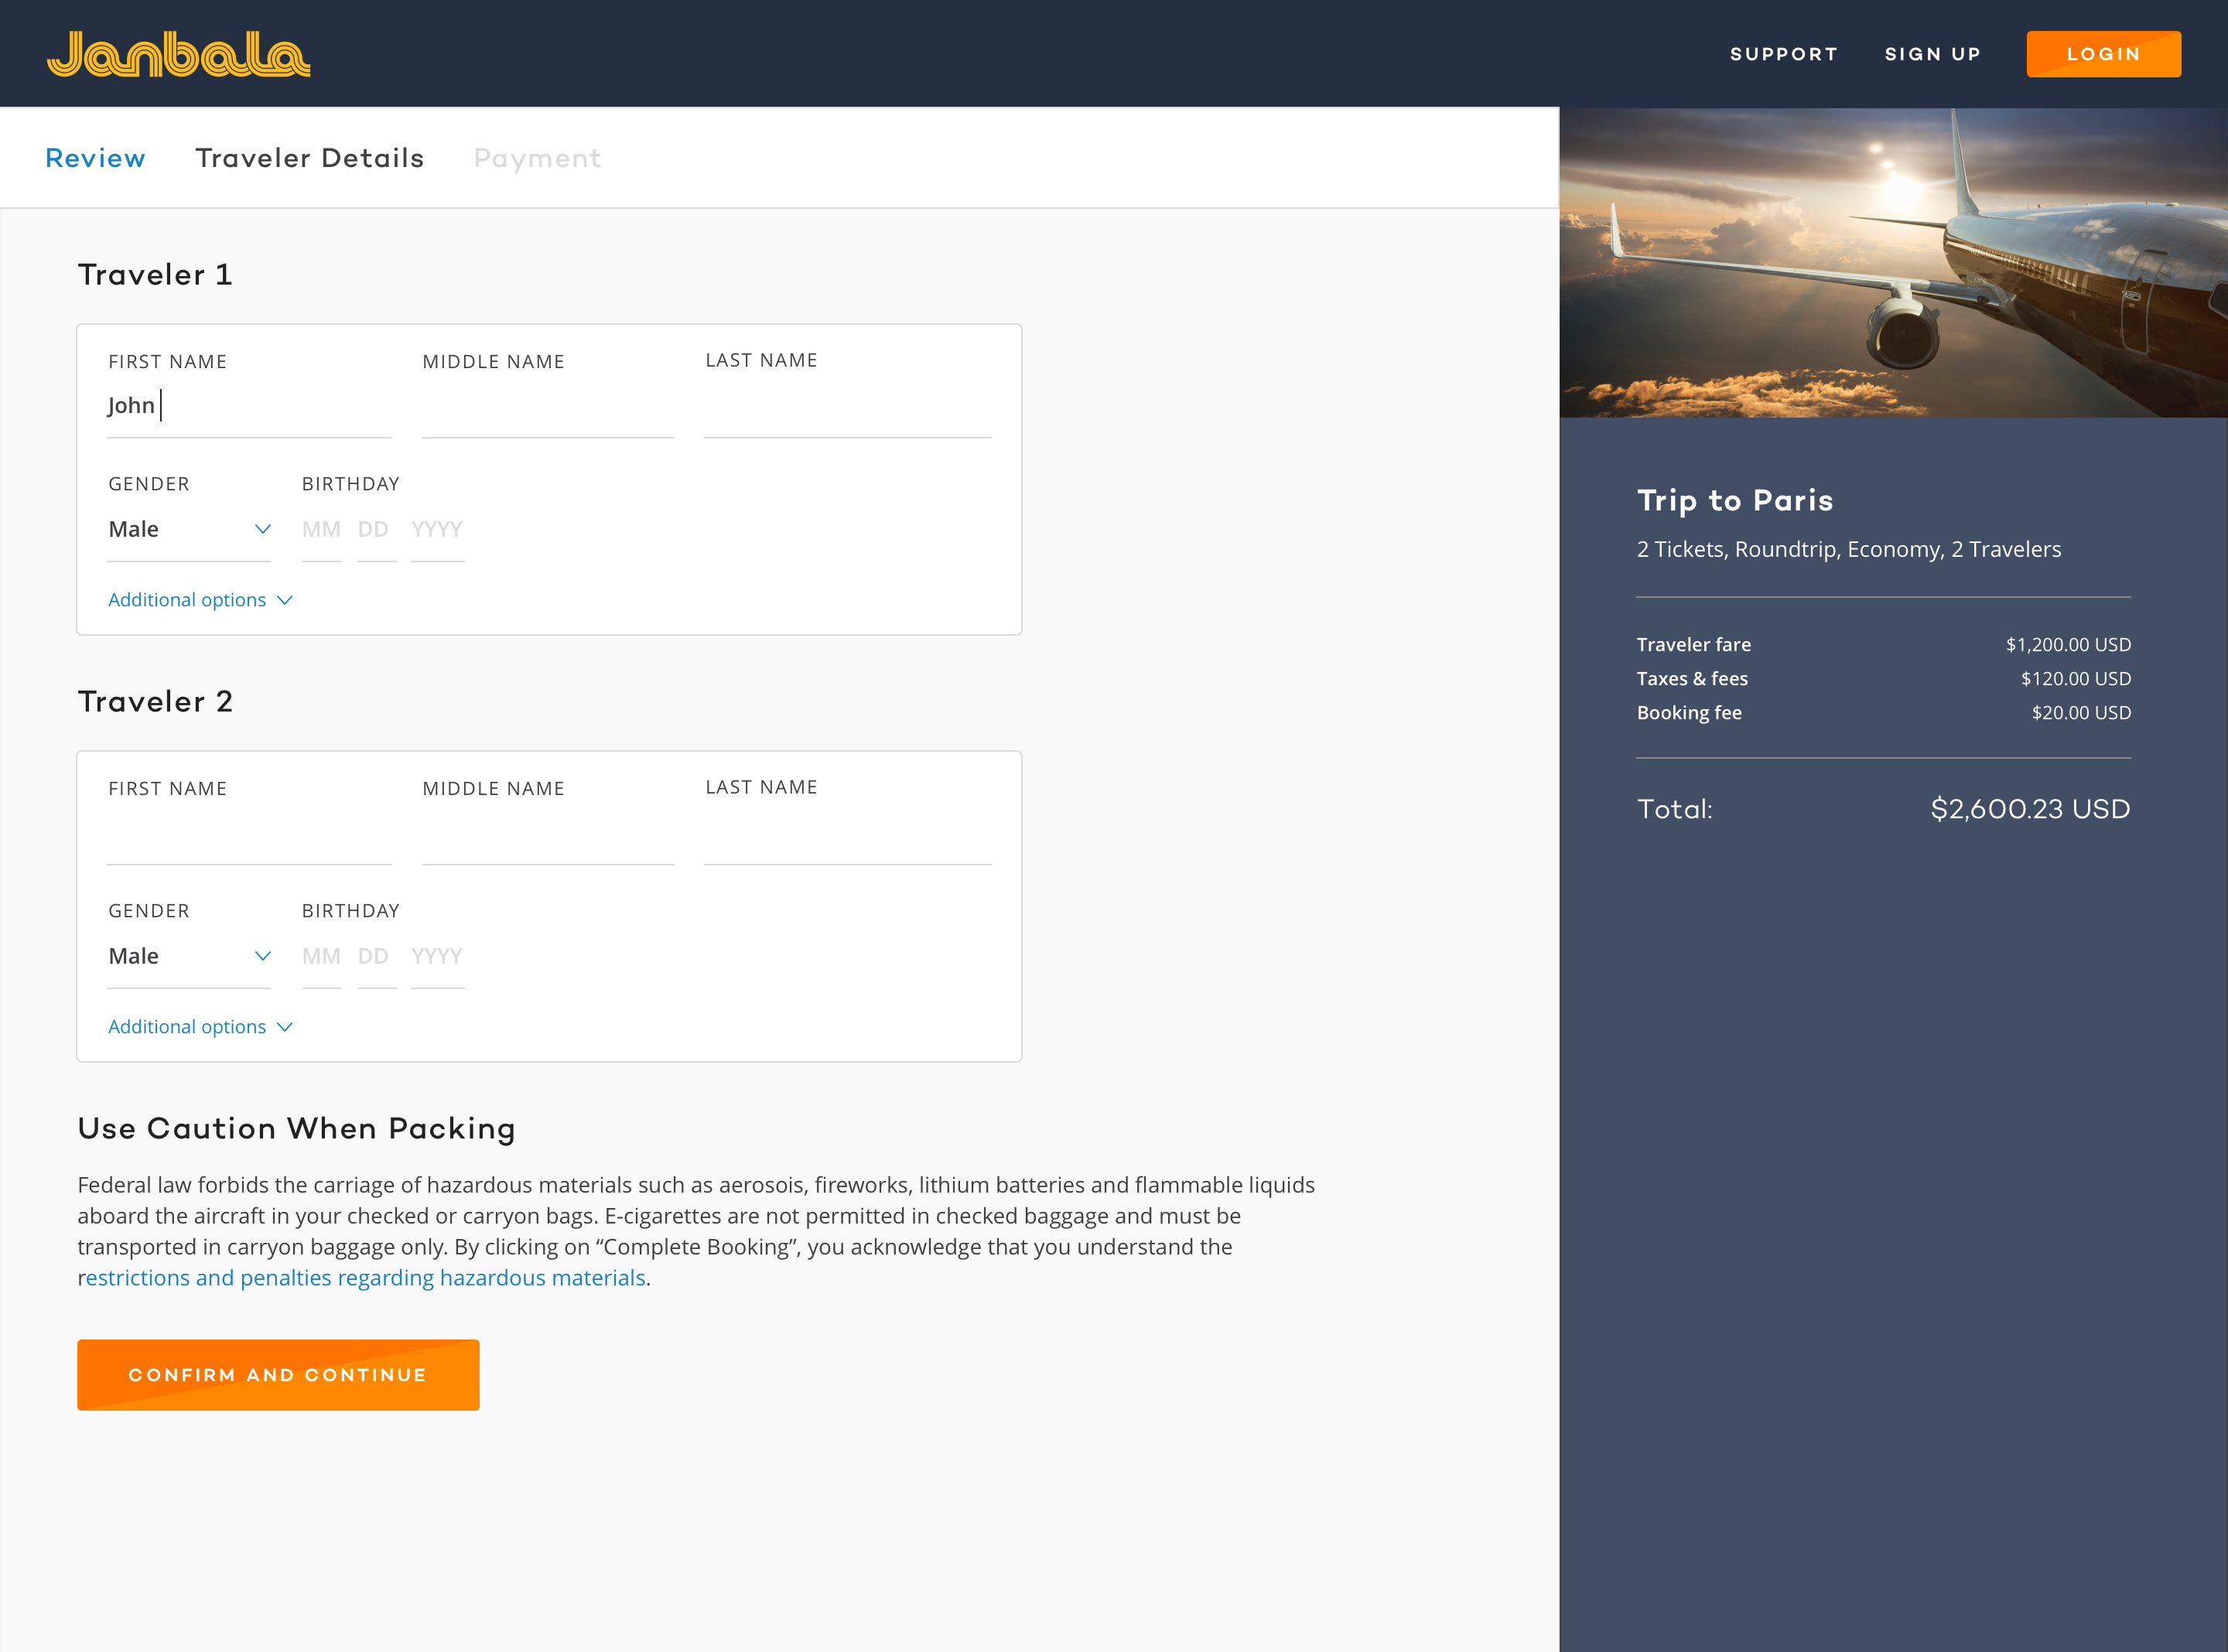 Janbala
SUPPORT SIGN UP LOGIN
Review Traveler Details Payment
Traveler 1
FIRST NAME MIDDLE NAME LAST NAME
John
GENDER BIRTHDAY
Male MM DD YYYY
Additional options
Traveler 2
FIRST NAME MIDDLE NAME LAST NAME
GENDER BIRTHDAY
Male MM DD YYYY
Additional options
Use Caution When Packing
Federal law forbids the carriage of hazardous materials such as aerosois, fireworks, lithium batteries and flammable liquids
aboard the aircraft in your checked or carryon bags. E-cigarettes are not permitted in checked baggage and must be
transported in carryon baggage only. By clicking on “Complete Booking”, you acknowledge that you understand the
restrictions and penalties regarding hazardous materials.
CONFIRM AND CONTINUE
Trip to Paris
2 Tickets, Roundtrip, Economy, 2 Travelers
Traveler fare $1,200.00 USD
Taxes & fees $120.00 USD
Booking fee $20.00 USD
Total: $2,600.23 USD